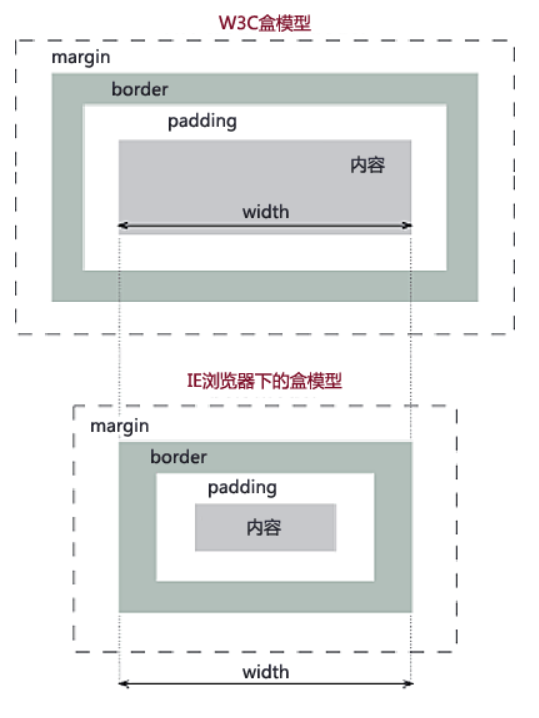 W3C盒模型
margin
border
padding
内容
width
IE浏览器下的盒模型
margin
border
padding
内容
width